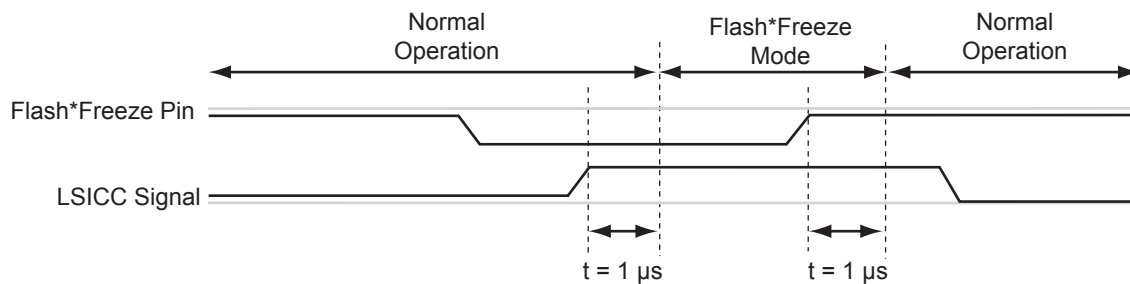 Normal
Operation
Flash*Freeze
Mode
Normal
Operation
Flash*Freeze Pin
LSICC Signal
t = 1 µs
t = 1 µs